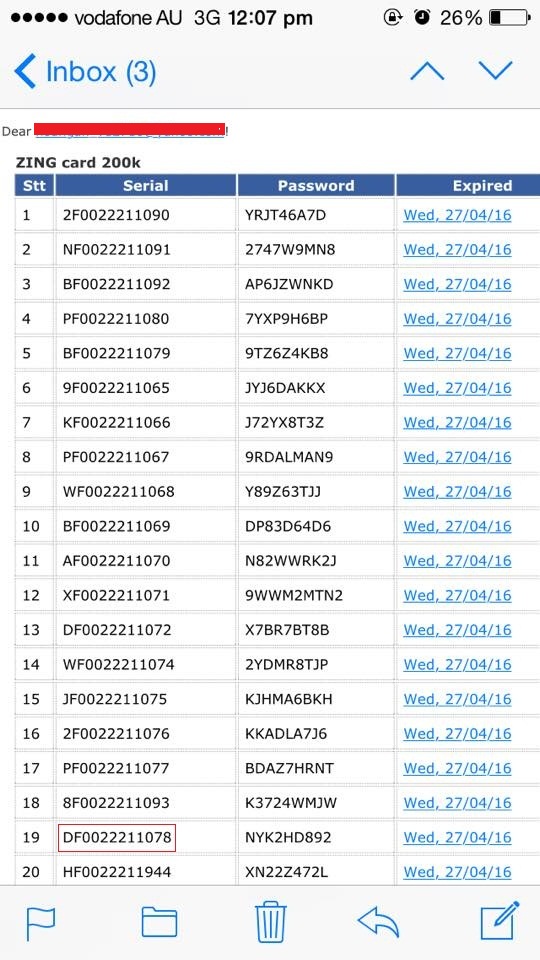 vodafone AU 3G 12:07 pm 26%
Inbox (3)
Dear !
ZING card 200k
Stt Serial Password Expired
1 2F0022211090 YRJT46A7D Wed, 27/04/16
2 NF0022211091 2747W9MN8 Wed, 27/04/16
3 BF0022211092 AP6JZWNKD Wed, 27/04/16
4 PF0022211080 7YXP9H6BP Wed, 27/04/16
5 BF0022211079 9TZ6Z4KB8 Wed, 27/04/16
6 9F0022211065 JYJ6DAKKX Wed, 27/04/16
7 KF0022211066 J72YX8T3Z Wed, 27/04/16
8 PF0022211067 9RDALMAN9 Wed, 27/04/16
9 WF0022211068 Y89Z63TJJ Wed, 27/04/16
10 BF0022211069 DP83D64D6 Wed, 27/04/16
11 AF0022211070 N82WWRK2J Wed, 27/04/16
12 XF0022211071 9WWM2MTN2 Wed, 27/04/16
13 DF0022211072 X7BR7BT8B Wed, 27/04/16
14 WF0022211074 2YDMR8TJP Wed, 27/04/16
15 JF0022211075 KJHMA6BKH Wed, 27/04/16
16 2F0022211076 KKADLA7J6 Wed, 27/04/16
17 PF0022211077 BDAZ7HRNT Wed, 27/04/16
18 8F0022211093 K3724WMJW Wed, 27/04/16
19 DF0022211078 NYK2HD892 Wed, 27/04/16
20 HF0022211944 XN22Z472L Wed, 27/04/16